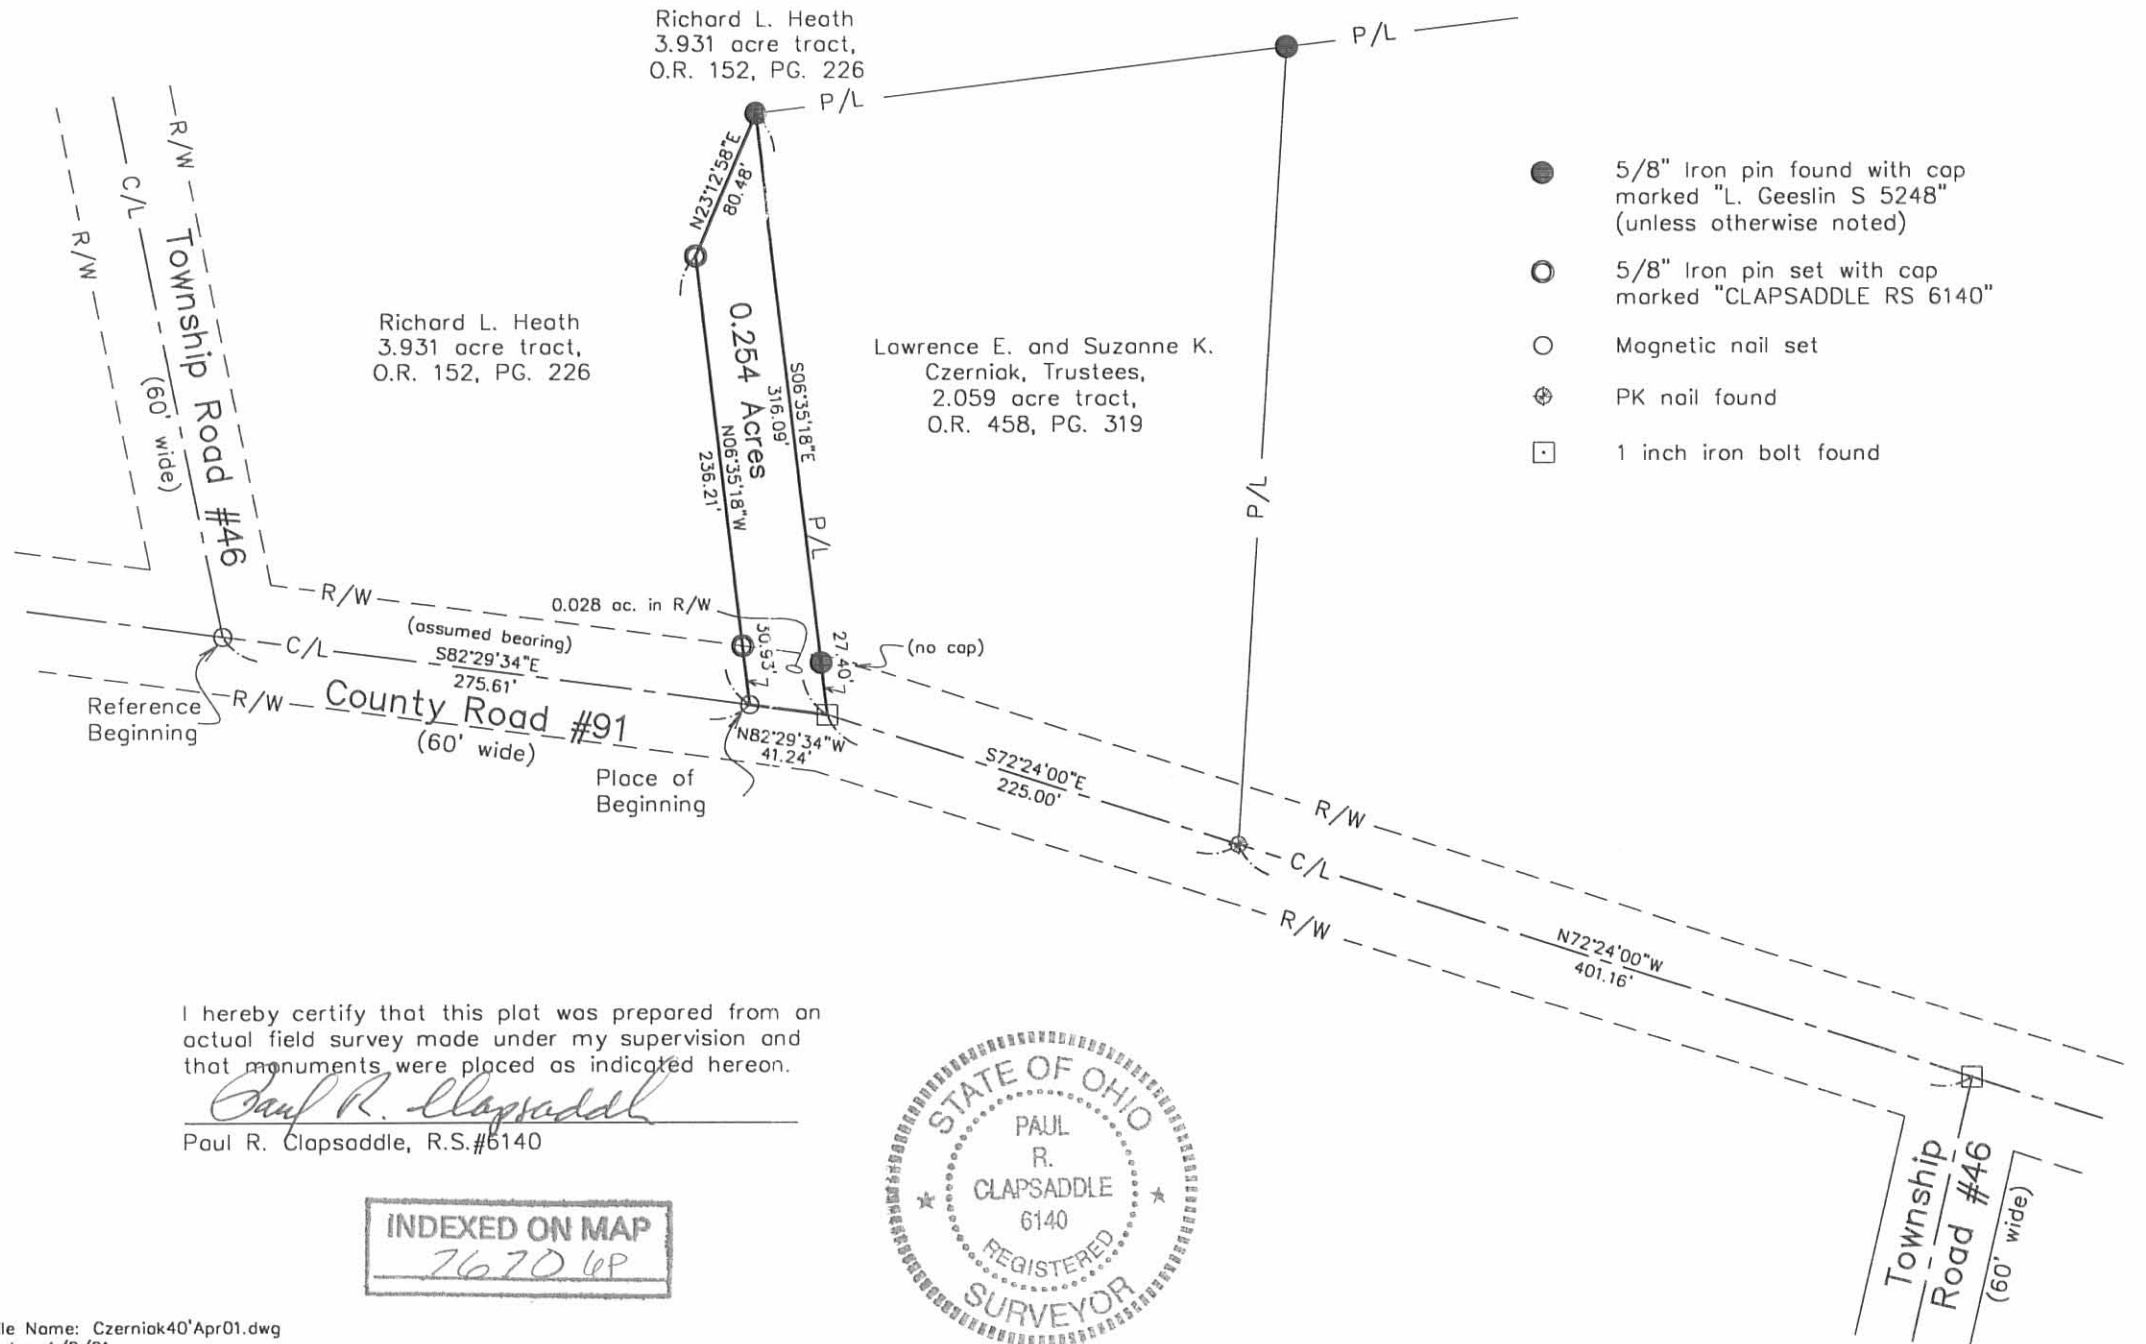 Richard L. Heath
3.931 acre tract,
O.R. 152, PG. 226
P/L
P/L
R/W
C/L
R/W
Township Road #46
(60' wide)
N23°12'58"E
80.48'
Richard L. Heath
3.931 acre tract,
O.R. 152, PG. 226
0.254 Acres
N06°35'18"W
236.21'
S06°35'18"E
316.09'
P/L
Lawrence E. and Suzanne K.
Czerniak, Trustees,
2.059 acre tract,
O.R. 458, PG. 319
P/L
5/8" Iron pin found with cap
marked "L. Geeslin S 5248"
(unless otherwise noted)
5/8" Iron pin set with cap
marked "CLAPSADDLE RS 6140"
Magnetic nail set
PK nail found
1 inch iron bolt found
R/W
0.028 ac. in R/W
(assumed bearing)
C/L
S82°29'34"E
275.61'
30.93'
27.40'
(no cap)
Reference
Beginning
R/W
County Road #91
(60' wide)
N82°29'34"W
41.24'
Place of
Beginning
S72°24'00"E
225.00'
R/W
C/L
R/W
N72°24'00"W
401.16'
Township
Road #46
(60' wide)
I hereby certify that this plat was prepared from an
actual field survey made under my supervision and
that monuments were placed as indicated hereon.
Paul R. Clapsaddle
Paul R. Clapsaddle, R.S.#6140
STATE OF OHIO
PAUL
R.
CLAPSADDLE
6140
REGISTERED
SURVEYOR
INDEXED ON MAP
7670
le Name: Czerniak40'Apr01.dwg